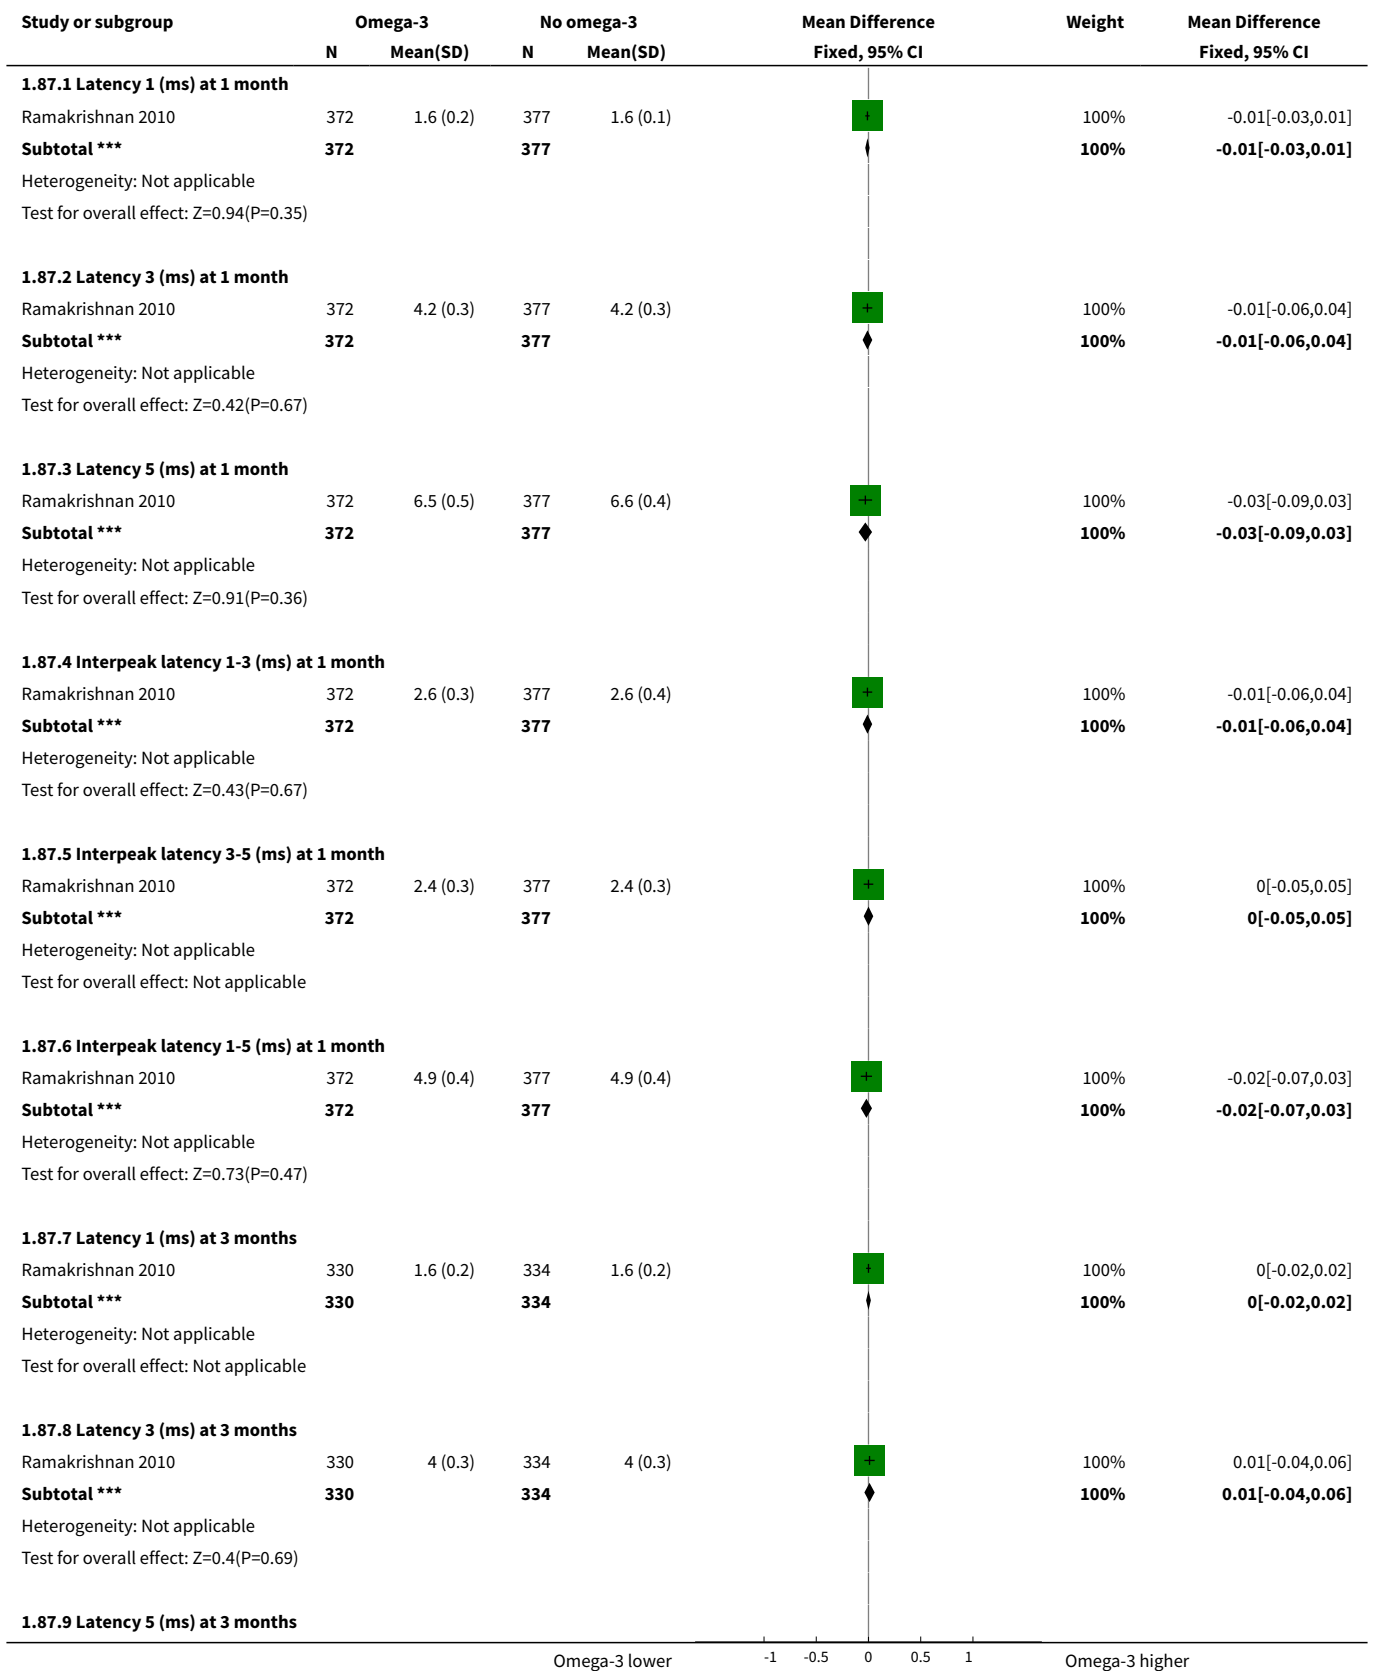 Study or subgroup Omega-3 No omega-3 Mean Difference Weight Mean Difference
N Mean(SD) N Mean(SD) Fixed, 95% CI Fixed, 95% CI
1.87.1 Latency 1 (ms) at 1 month
Ramakrishnan 2010 372 1.6 (0.2) 377 1.6 (0.1) 100% -0.01[-0.03,0.01]
Subtotal *** 372 377 100% -0.01[-0.03,0.01]
Heterogeneity: Not applicable
Test for overall effect: Z=0.94(P=0.35)
1.87.2 Latency 3 (ms) at 1 month
Ramakrishnan 2010 372 4.2 (0.3) 377 4.2 (0.3) 100% -0.01[-0.06,0.04]
Subtotal *** 372 377 100% -0.01[-0.06,0.04]
Heterogeneity: Not applicable
Test for overall effect: Z=0.42(P=0.67)
1.87.3 Latency 5 (ms) at 1 month
Ramakrishnan 2010 372 6.5 (0.5) 377 6.6 (0.4) 100% -0.03[-0.09,0.03]
Subtotal *** 372 377 100% -0.03[-0.09,0.03]
Heterogeneity: Not applicable
Test for overall effect: Z=0.91(P=0.36)
1.87.4 Interpeak latency 1-3 (ms) at 1 month
Ramakrishnan 2010 372 2.6 (0.3) 377 2.6 (0.4) 100% -0.01[-0.06,0.04]
Subtotal *** 372 377 100% -0.01[-0.06,0.04]
Heterogeneity: Not applicable
Test for overall effect: Z=0.43(P=0.67)
1.87.5 Interpeak latency 3-5 (ms) at 1 month
Ramakrishnan 2010 372 2.4 (0.3) 377 2.4 (0.3) 100% 0[-0.05,0.05]
Subtotal *** 372 377 100% 0[-0.05,0.05]
Heterogeneity: Not applicable
Test for overall effect: Not applicable
1.87.6 Interpeak latency 1-5 (ms) at 1 month
Ramakrishnan 2010 372 4.9 (0.4) 377 4.9 (0.4) 100% -0.02[-0.07,0.03]
Subtotal *** 372 377 100% -0.02[-0.07,0.03]
Heterogeneity: Not applicable
Test for overall effect: Z=0.73(P=0.47)
1.87.7 Latency 1 (ms) at 3 months
Ramakrishnan 2010 330 1.6 (0.2) 334 1.6 (0.2) 100% 0[-0.02,0.02]
Subtotal *** 330 334 100% 0[-0.02,0.02]
Heterogeneity: Not applicable
Test for overall effect: Not applicable
1.87.8 Latency 3 (ms) at 3 months
Ramakrishnan 2010 330 4 (0.3) 334 4 (0.3) 100% 0.01[-0.04,0.06]
Subtotal *** 330 334 100% 0.01[-0.04,0.06]
Heterogeneity: Not applicable
Test for overall effect: Z=0.4(P=0.69)
1.87.9 Latency 5 (ms) at 3 months
Omega-3 lower -1 -0.5 0 0.5 1 Omega-3 higher